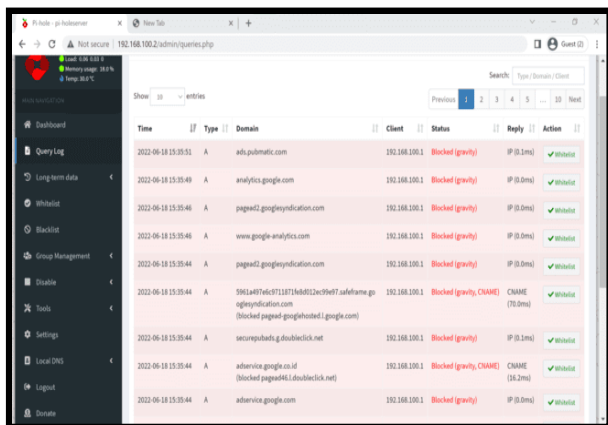 Pi-hole - pi-holeserver
New Tab
Not secure 192.168.100.2/admin/queries.php
Guest (2)
Load: 0.06 0.03 0
Memory usage: 18.0 %
Temp: 30.0 °C
MAIN NAVIGATION
Dashboard
Query Log
Long-term data
Whitelist
Blacklist
Group Management
Disable
Tools
Settings
Local DNS
Logout
Donate
Search: Type / Domain / Client
Show 10 entries
Previous 1 2 3 4 5 ... 10 Next
Time Type Domain Client Status Reply Action
2022-06-18 15:35:51 A ads.pubmatic.com 192.168.100.1 Blocked (gravity) IP (0.1ms) Whitelist
2022-06-18 15:35:49 A analytics.google.com 192.168.100.1 Blocked (gravity) IP (0.0ms) Whitelist
2022-06-18 15:35:46 A pagead2.googlesyndication.com 192.168.100.1 Blocked (gravity) IP (0.0ms) Whitelist
2022-06-18 15:35:46 A www.google-analytics.com 192.168.100.1 Blocked (gravity) IP (0.0ms) Whitelist
2022-06-18 15:35:44 A pagead2.googlesyndication.com 192.168.100.1 Blocked (gravity) IP (0.0ms) Whitelist
2022-06-18 15:35:44 A 192.168.100.1 Blocked (gravity, CNAME) CNAME
oglesyndication.com (70.0ms) Whitelist
(blocked pagead-googlehosted.l.google.com)
2022-06-18 15:35:44 A securepubads.g.doubleclick.net 192.168.100.1 Blocked (gravity) IP (0.1ms) Whitelist
2022-06-18 15:35:44 A adservice.google.co.id 192.168.100.1 Blocked (gravity, CNAME) CNAME
(blocked pagead46.l.doubleclick.net) (16.2ms) Whitelist
2022-06-18 15:35:44 A adservice.google.com 192.168.100.1 Blocked (gravity) IP (0.0ms) Whitelist